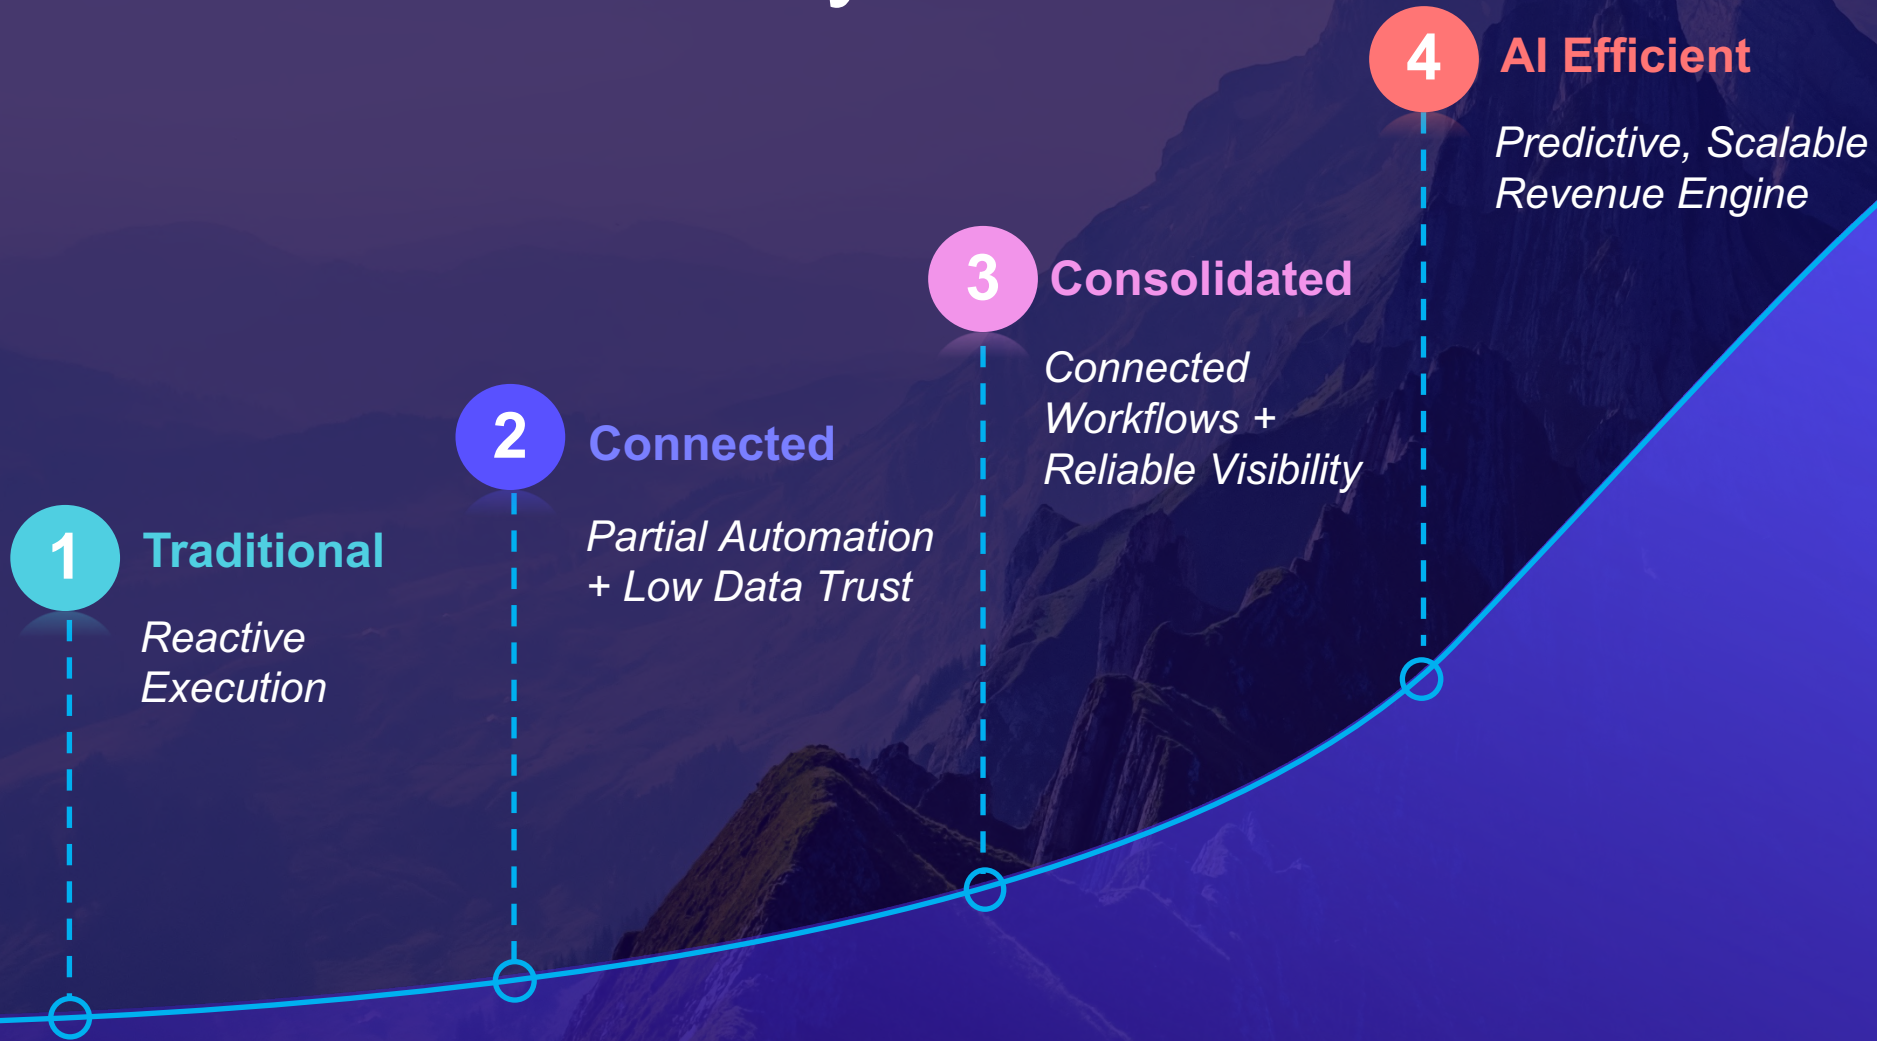 1
Traditional
Reactive
Execution
2
Connected
Partial Automation
+ Low Data Trust
3
Consolidated
Connected
Workflows +
Reliable Visibility
4
AI Efficient
Predictive, Scalable
Revenue Engine